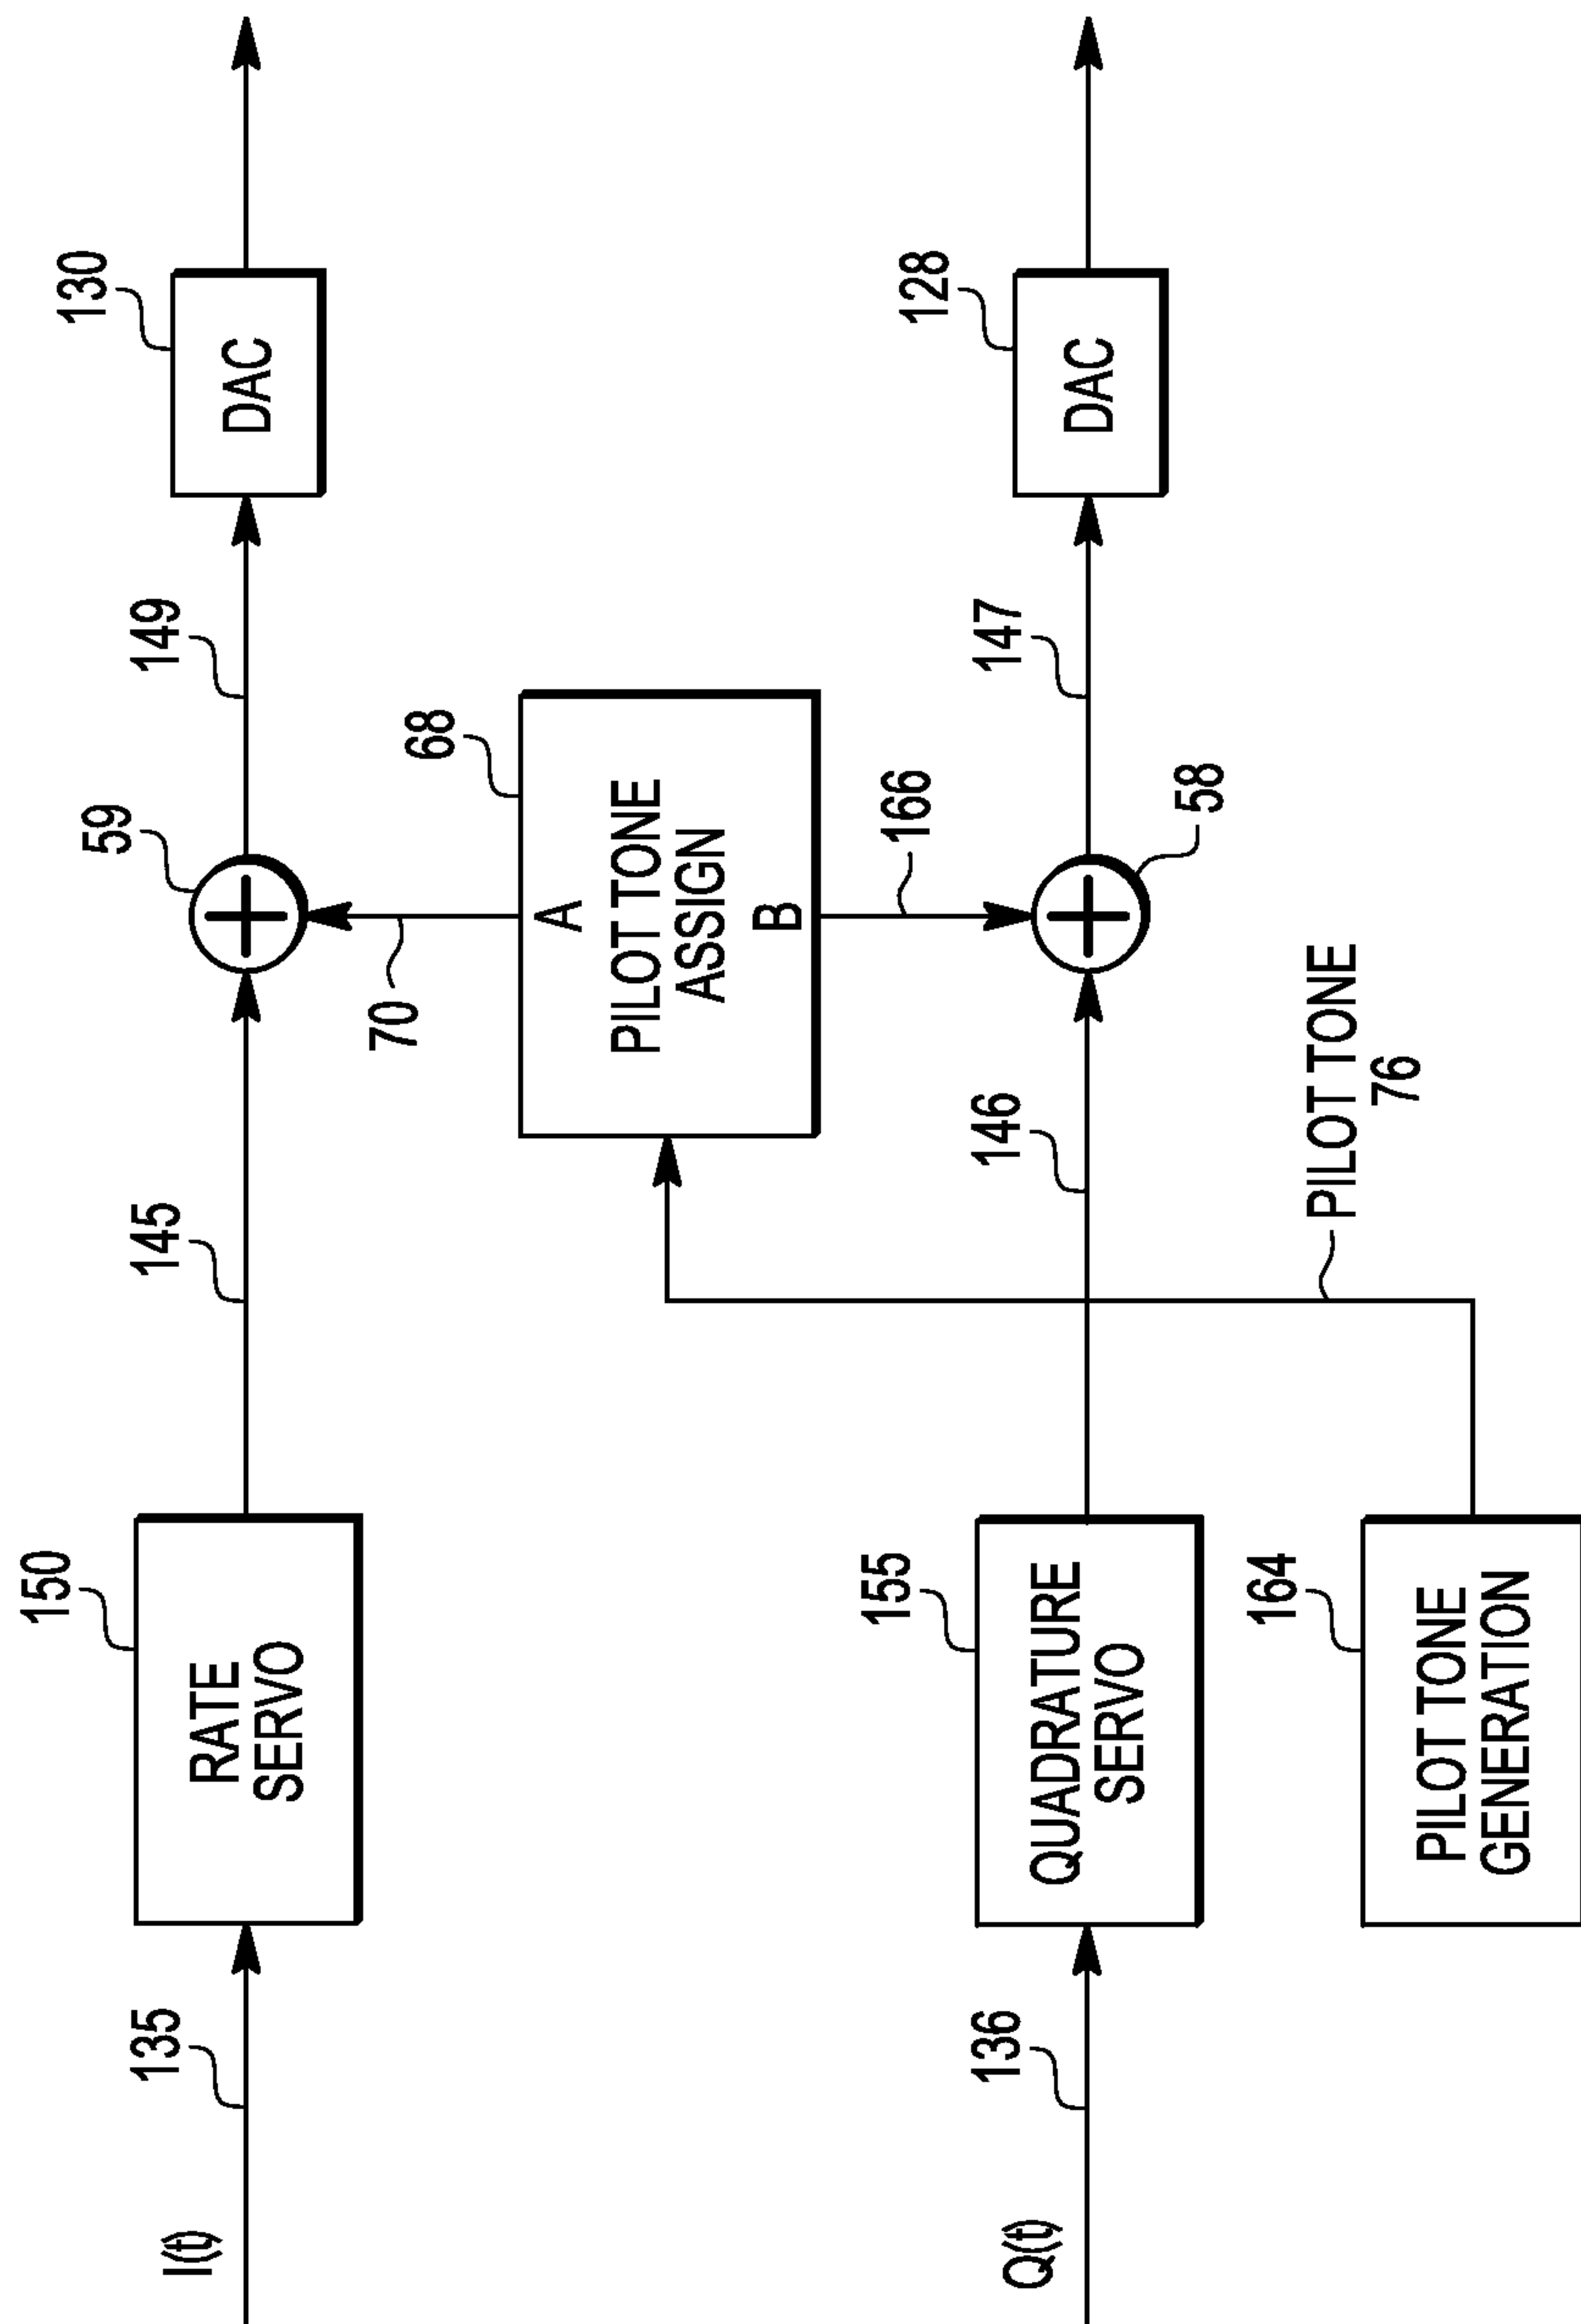 I(t)
135
150
RATE
SERVO
145
59
149
130
DAC
70
68
A
PILOT TONE
ASSIGN
B
166
Q(t)
136
155
QUADRATURE
SERVO
146
58
147
128
DAC
164
PILOT TONE
GENERATION
PILOT TONE
76